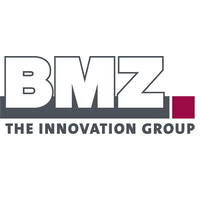 BMZ
THE INNOVATION GROUP